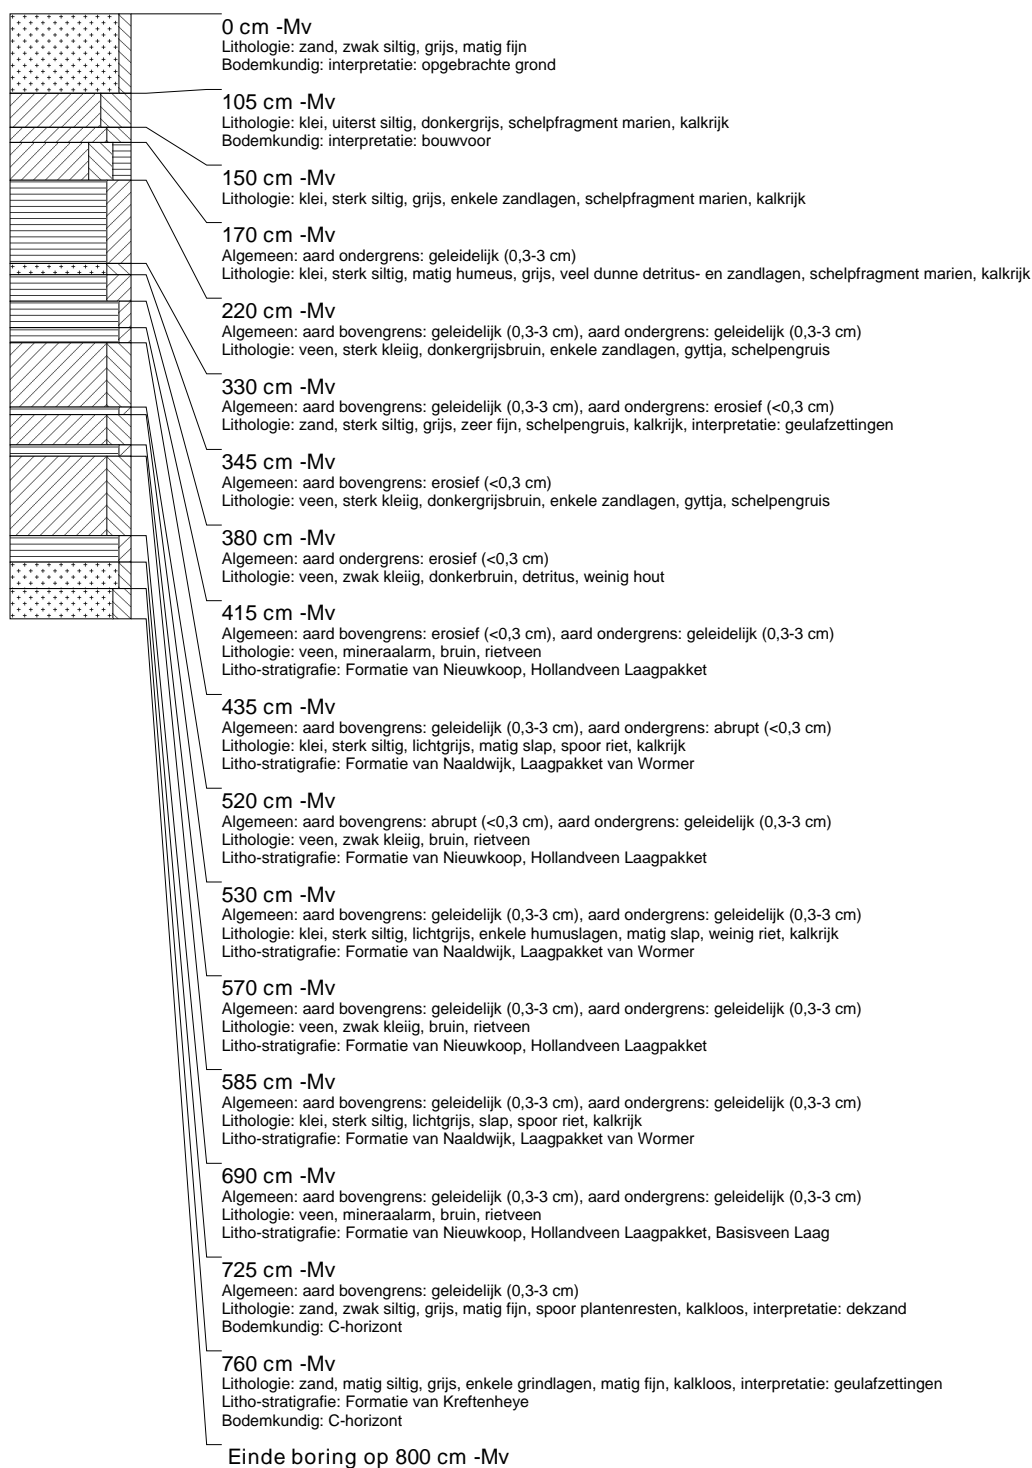 0 cm -Mv
Lithologie: zand, zwak siltig, grijs, matig fijn
Bodemkundig: interpretatie: opgebrachte grond
105 cm -Mv
Lithologie: klei, uiterst siltig, donkergrijs, schelpfragment marien, kalkrijk
Bodemkundig: interpretatie: bouwvoor
150 cm -Mv
Lithologie: klei, sterk siltig, grijs, enkele zandlagen, schelpfragment marien, kalkrijk
170 cm -Mv
Algemeen: aard ondergrens: geleidelijk (0,3-3 cm)
Lithologie: klei, sterk siltig, matig humeus, grijs, veel dunne detritus- en zandlagen, schelpfragment marien, kalkrijk
220 cm -Mv
Algemeen: aard bovengrens: geleidelijk (0,3-3 cm), aard ondergrens: geleidelijk (0,3-3 cm)
Lithologie: veen, sterk kleiig, donkergrijsbruin, enkele zandlagen, gyttja, schelpengruis
330 cm -Mv
Algemeen: aard bovengrens: geleidelijk (0,3-3 cm), aard ondergrens: erosief (<0,3 cm)
Lithologie: zand, sterk siltig, grijs, zeer fijn, schelpengruis, kalkrijk, interpretatie: geulafzettingen
345 cm -Mv
Algemeen: aard bovengrens: erosief (<0,3 cm)
Lithologie: veen, sterk kleiig, donkergrijsbruin, enkele zandlagen, gyttja, schelpengruis
380 cm -Mv
Algemeen: aard ondergrens: erosief (<0,3 cm)
Lithologie: veen, zwak kleiig, donkerbruin, detritus, weinig hout
415 cm -Mv
Algemeen: aard bovengrens: erosief (<0,3 cm), aard ondergrens: geleidelijk (0,3-3 cm)
Lithologie: veen, mineraalarm, bruin, rietveen
Litho-stratigrafie: Formatie van Nieuwkoop, Hollandveen Laagpakket
435 cm -Mv
Algemeen: aard bovengrens: geleidelijk (0,3-3 cm), aard ondergrens: abrupt (<0,3 cm)
Lithologie: klei, sterk siltig, lichtgrijs, matig slap, spoor riet, kalkrijk
Litho-stratigrafie: Formatie van Naaldwijk, Laagpakket van Wormer
520 cm -Mv
Algemeen: aard bovengrens: abrupt (<0,3 cm), aard ondergrens: geleidelijk (0,3-3 cm)
Lithologie: veen, zwak kleiig, bruin, rietveen
Litho-stratigrafie: Formatie van Nieuwkoop, Hollandveen Laagpakket
530 cm -Mv
Algemeen: aard bovengrens: geleidelijk (0,3-3 cm), aard ondergrens: geleidelijk (0,3-3 cm)
Lithologie: klei, sterk siltig, lichtgrijs, enkele humuslagen, matig slap, weinig riet, kalkrijk
Litho-stratigrafie: Formatie van Naaldwijk, Laagpakket van Wormer
570 cm -Mv
Algemeen: aard bovengrens: geleidelijk (0,3-3 cm), aard ondergrens: geleidelijk (0,3-3 cm)
Lithologie: veen, zwak kleiig, bruin, rietveen
Litho-stratigrafie: Formatie van Nieuwkoop, Hollandveen Laagpakket
585 cm -Mv
Algemeen: aard bovengrens: geleidelijk (0,3-3 cm), aard ondergrens: geleidelijk (0,3-3 cm)
Lithologie: klei, sterk siltig, lichtgrijs, slap, spoor riet, kalkrijk
Litho-stratigrafie: Formatie van Naaldwijk, Laagpakket van Wormer
690 cm -Mv
Algemeen: aard bovengrens: geleidelijk (0,3-3 cm), aard ondergrens: geleidelijk (0,3-3 cm)
Lithologie: veen, mineraalarm, bruin, rietveen
Litho-stratigrafie: Formatie van Nieuwkoop, Hollandveen Laagpakket, Basisveen Laag
725 cm -Mv
Algemeen: aard bovengrens: geleidelijk (0,3-3 cm)
Lithologie: zand, zwak siltig, grijs, matig fijn, spoor plantenresten, kalkloos, interpretatie: dekzand
Bodemkundig: C-horizont
760 cm -Mv
Lithologie: zand, matig siltig, grijs, enkele grindlagen, matig fijn, kalkloos, interpretatie: geulafzettingen
Litho-stratigrafie: Formatie van Kreftenheye
Bodemkundig: C-horizont
Einde boring op 800 cm -Mv